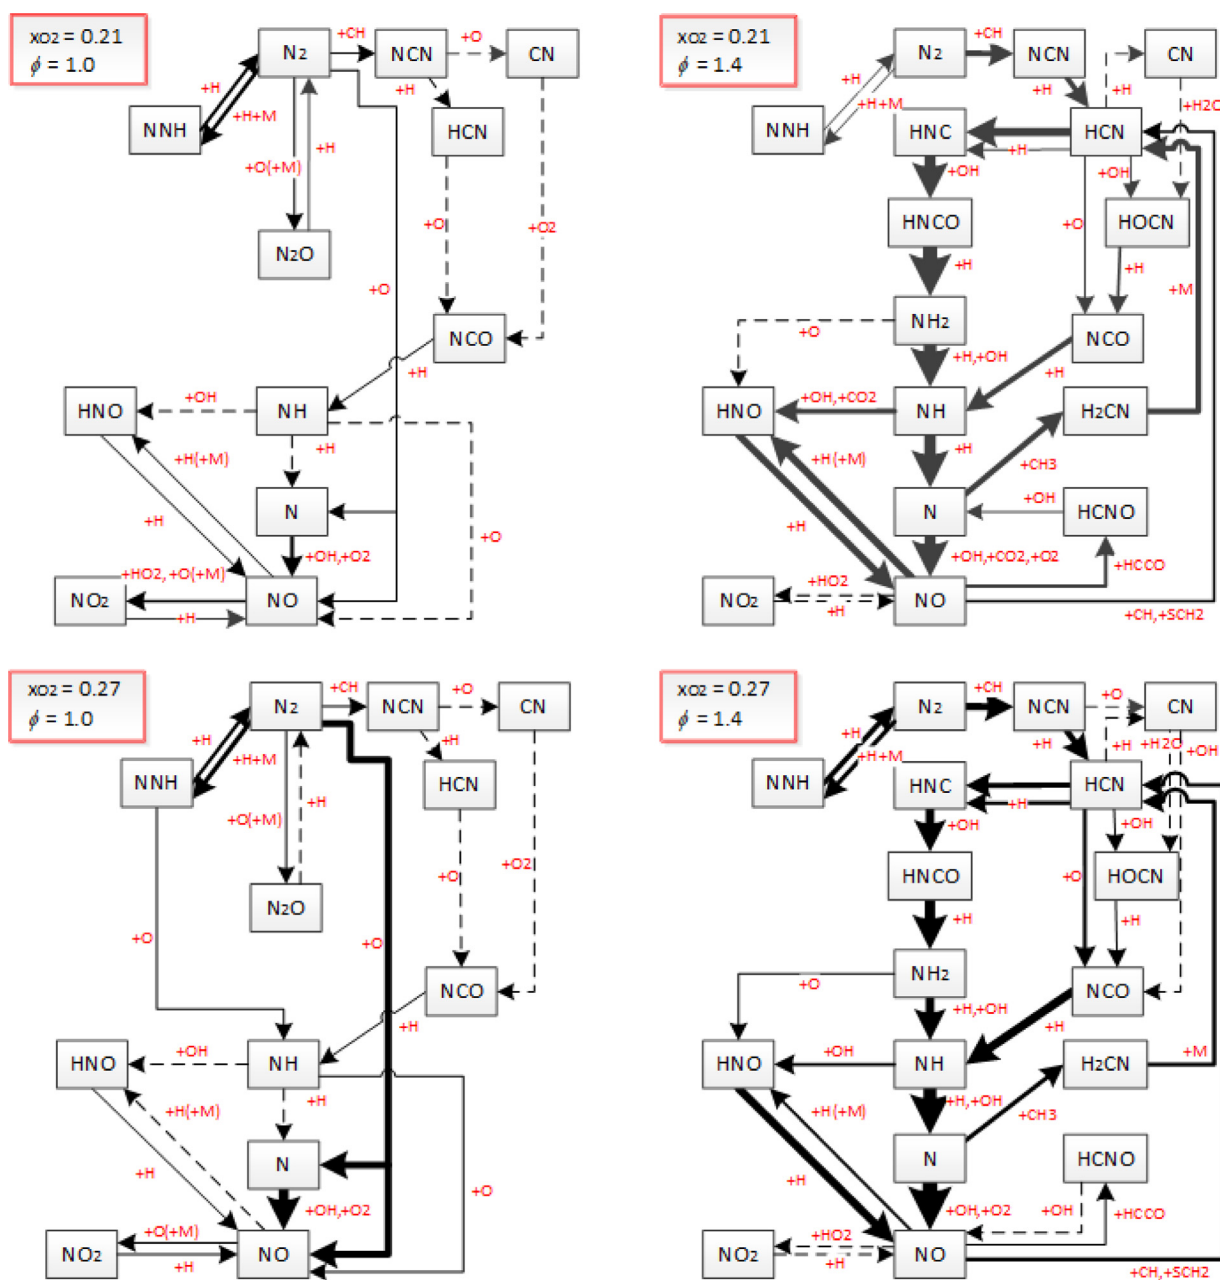 xO2 = 0.21
ϕ = 1.0
N2
+CH
NCN
+O
CN
+H
+H
NNH
+H+M
HCN
+O(+M)
+H
+O
+O2
N2O
+O
NCO
+H
HNO
+OH
NH
+H(+M)
+H
N
+H
+OH,+O2
+O
+HO2, +O(+M)
NO2
NO
+H
xO2 = 0.21
ϕ = 1.4
N2
+CH
NCN
CN
+H
+H
+H
+H+M
+H2O
NNH
HNC
HCN
+H
+OH
+OH
HNCO
+O
HOCN
+H
+H
+M
NH2
+O
NCO
+H,+OH
+H
HNO
+OH,+CO2
NH
H2CN
+H(+M)
+H
+CH3
+OH
N
HCNO
+H
+OH,+CO2,+O2
+HCCO
+HO2
NO2
NO
+H
+CH,+SCH2
xO2 = 0.27
ϕ = 1.0
N2
+CH
NCN
+O
CN
+H
+H
+H+M
NNH
HCN
+H
+O(+M)
+O
+O2
N2O
+O
+O
NCO
+H
HNO
+OH
NH
+H(+M)
+H
N
+H
+O
+OH,+O2
+O(+M)
NO2
NO
+H
xO2 = 0.27
ϕ = 1.4
N2
+CH
NCN
+O
CN
+H
+H
+H
+H2O
+OH
+H+M
NNH
HNC
HCN
+H
+OH
+OH
HNCO
+O
HOCN
+H
+H
NH2
+O
NCO
+H,+OH
+H
HNO
+OH
NH
H2CN
+M
+H,+OH
+H(+M)
+CH3
N
HCNO
+H
+OH,+O2
+OH
+HCCO
+HO2
NO2
NO
+H
+CH,+SCH2